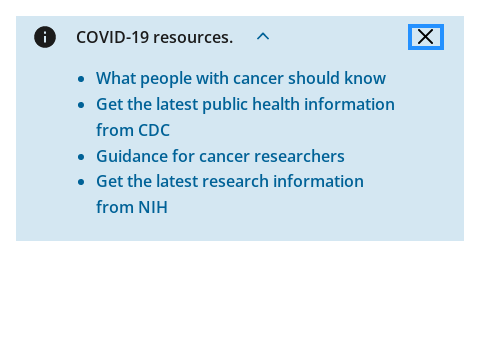 COVID-19 resources.
What people with cancer should know
Get the latest public health information
from CDC
Guidance for cancer researchers
Get the latest research information
from NIH